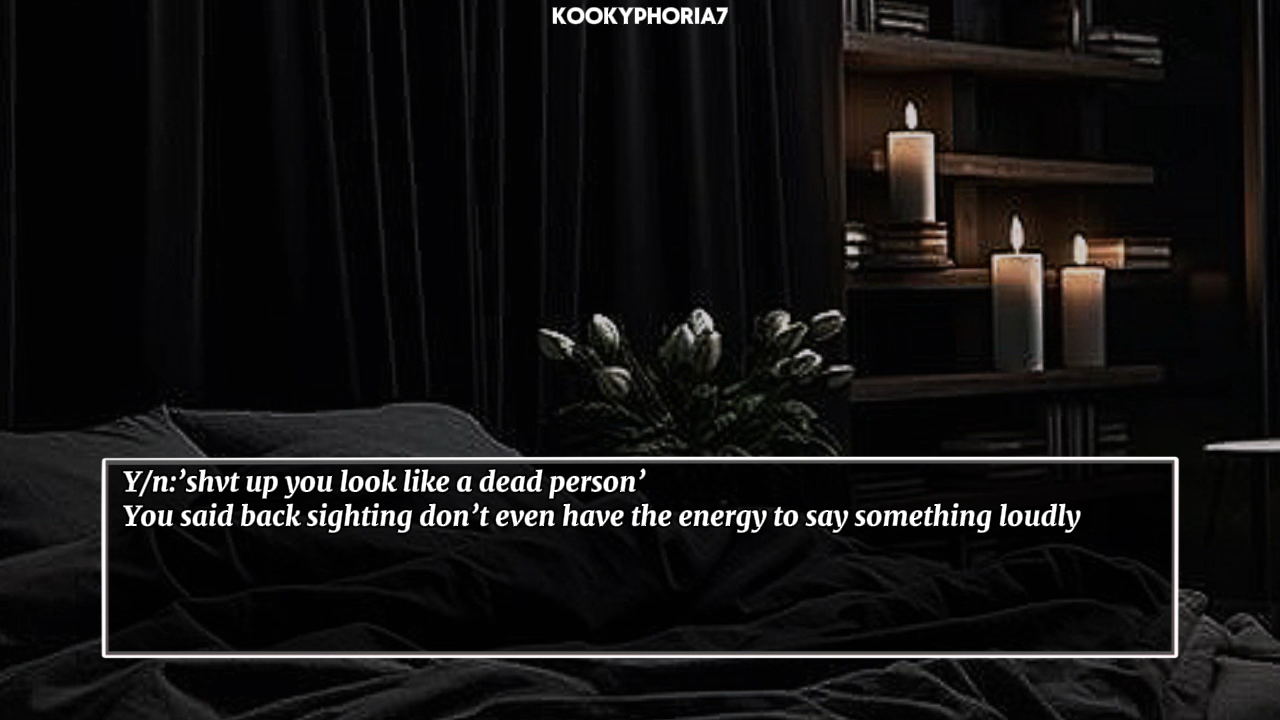 KOOKYPHORIA7
Y/n:’shvt up you look like a dead person’
You said back sighting don’t even have the energy to say something loudly